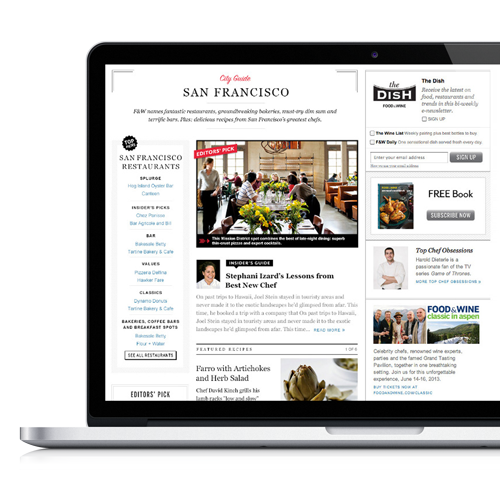 City Guide
SAN FRANCISCO
F&W names fantastic restaurants, groundbreaking bakeries, must-try dim sum and
terrific bars. Plus: delicious recipes from San Francisco's greatest chefs.
TOP
SAN FRANCISCO
RESTAURANTS
SPLURGE
Hog Island Oyster Bar
Canteen
INSIDER'S PICKS
Bar Agricole and Bill
BAR
Bakeside Betty
Tartine Bakery & Cafe
VALUES
Pizzeria Delfina
Hawker Fare
CLASSICS
Dynamo Donuts
Tartine Bakery & Cafe
BAKERIES, COFFEE BARS
AND BREAKFAST SPOTS
Bakeside Betty
Flour + Water
SEE ALL RESTAURANTS
EDITORS' PICK
EDITORS' PICK
This Mission District spot combines the best of late-night dining: superb
thin-crust pizzas and expert cocktails.
INSIDER'S GUIDE
Stephani Izard's Lessons from
Best New Chef
On past trips to Hawaii, Joel Stein stayed in touristy areas and
never made it to the exotic landscapes he'd glimpsed from afar. This
time, he booked a trip with a company that On past trips to Hawaii, Joel
Stein stayed in touristy areas and never made it to the exotic
landscapes he'd glimpsed from afar. This time... READ MORE »
FEATURED RECIPES
1 OF 5
Farro with Artichokes
and Herb Salad
Chef David Kinch grills his
lamb racks "low and slow"
the
DISH
FOOD&WINE
The Dish
Receive the latest on
food, restaurants and
trends in this bi-weekly
e-newsletter.
SIGN UP
The Wine List Weekly pairing plus best bottles to buy.
F&W Daily One sensational dish served fresh every day.
Enter your email address
SIGN UP
FREE Book
SUBSCRIBE NOW
Top Chef Obsessions
Harold Dieterle is a
passionate fan of the TV
series Game of Thrones.
MORE TOP CHEF OBSESSIONS
FOOD&WINE
classic in aspen
Celebrity chefs, renowned wine experts,
parties and the famed Grand Tasting
Pavilion, together in one breathtaking
setting. Join us for this unforgettable
experience, June 14-16, 2013.
BUY TICKETS NOW AT
FOODANDWINE.COM/CLASSIC